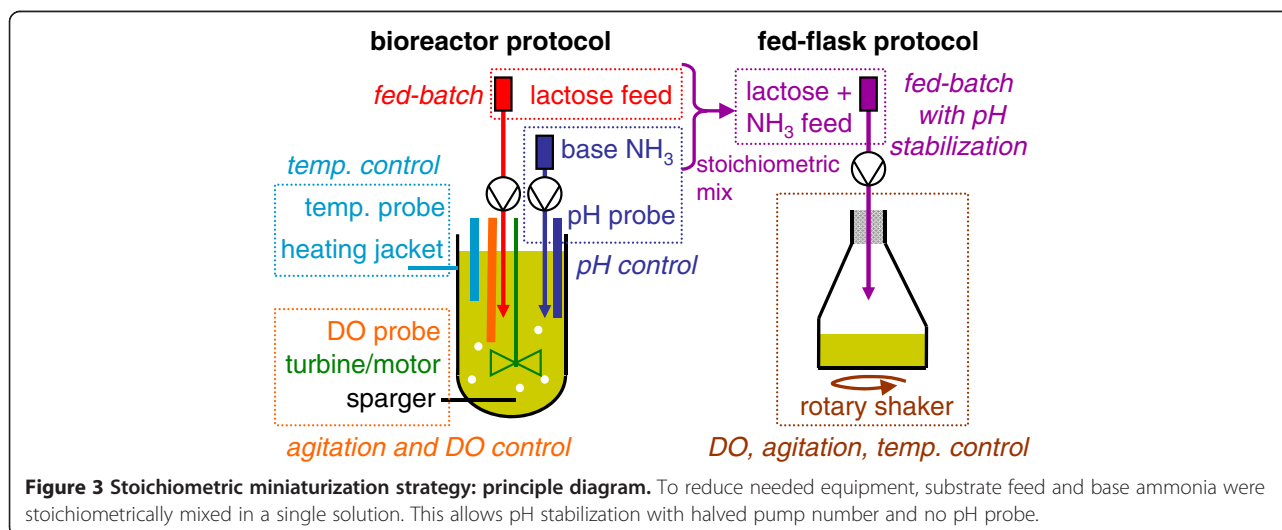 bioreactor protocol
fed-flask protocol
fed-batch
lactose feed
base NH3
pH probe
pH control
temp. control
temp. probe
heating jacket
DO probe
turbine/motor
sparger
agitation and DO control
stoichiometric
mix
lactose +
NH3 feed
fed-batch
with pH
stabilization
rotary shaker
DO, agitation, temp. control
Figure 3 Stoichiometric miniaturization strategy: principle diagram. To reduce needed equipment, substrate feed and base ammonia were
stoichiometrically mixed in a single solution. This allows pH stabilization with halved pump number and no pH probe.